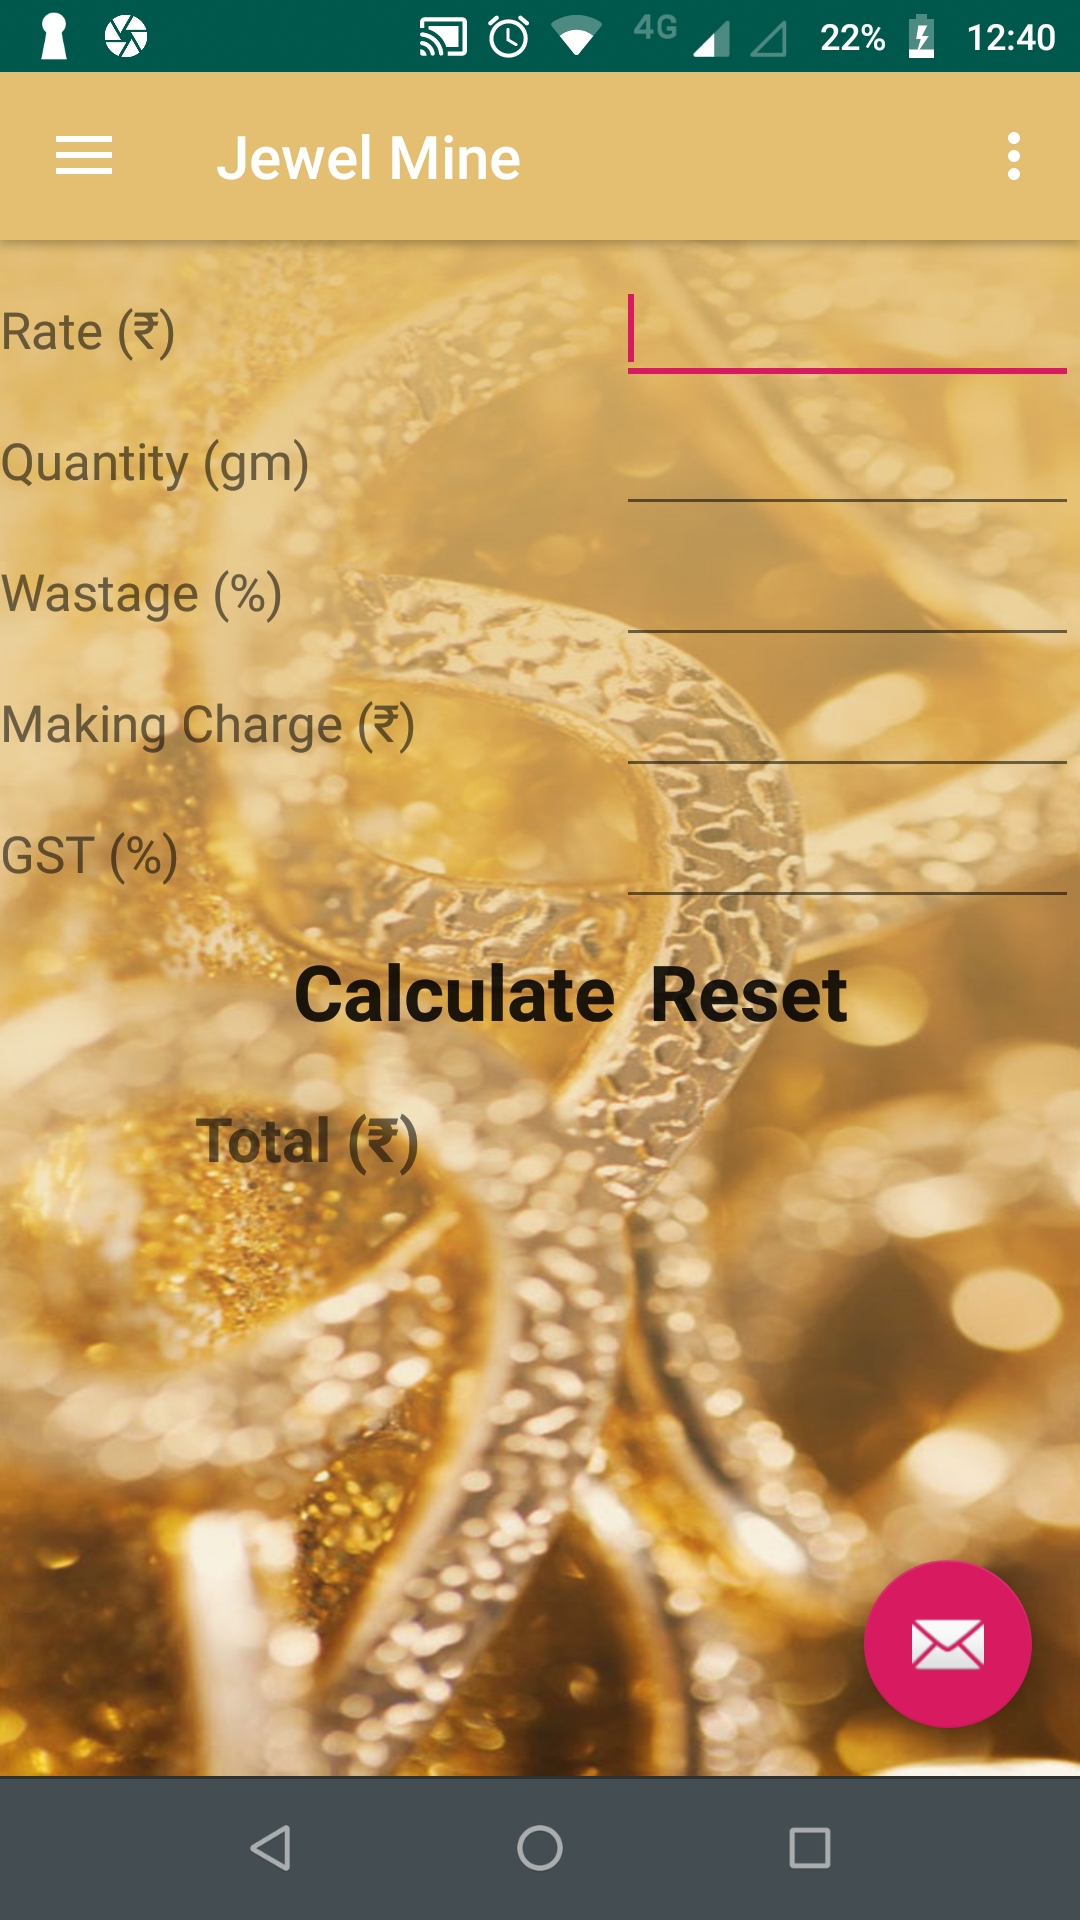 4G 22% 12:40
Jewel Mine
Rate (₹)
Quantity (gm)
Wastage (%)
Making Charge (₹)
GST (%)
Calculate Reset
Total (₹)